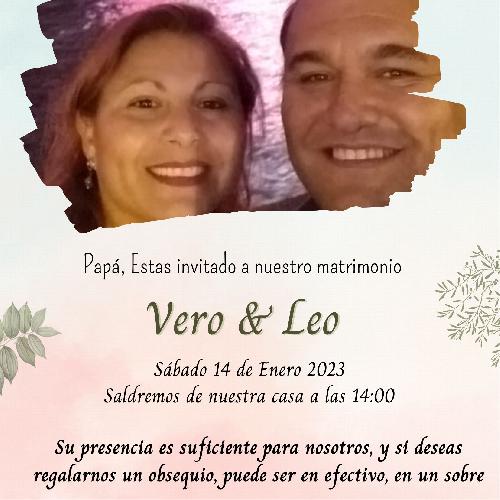 Papá, Estas invitado a nuestro matrimonio
Vero & Leo
Sábado 14 de Enero 2023
Saldremos de nuestra casa a las 14:00
Su presencia es suficiente para nosotros, y si deseas
regalarnos un obsequio, puede ser en efectivo, en un sobre